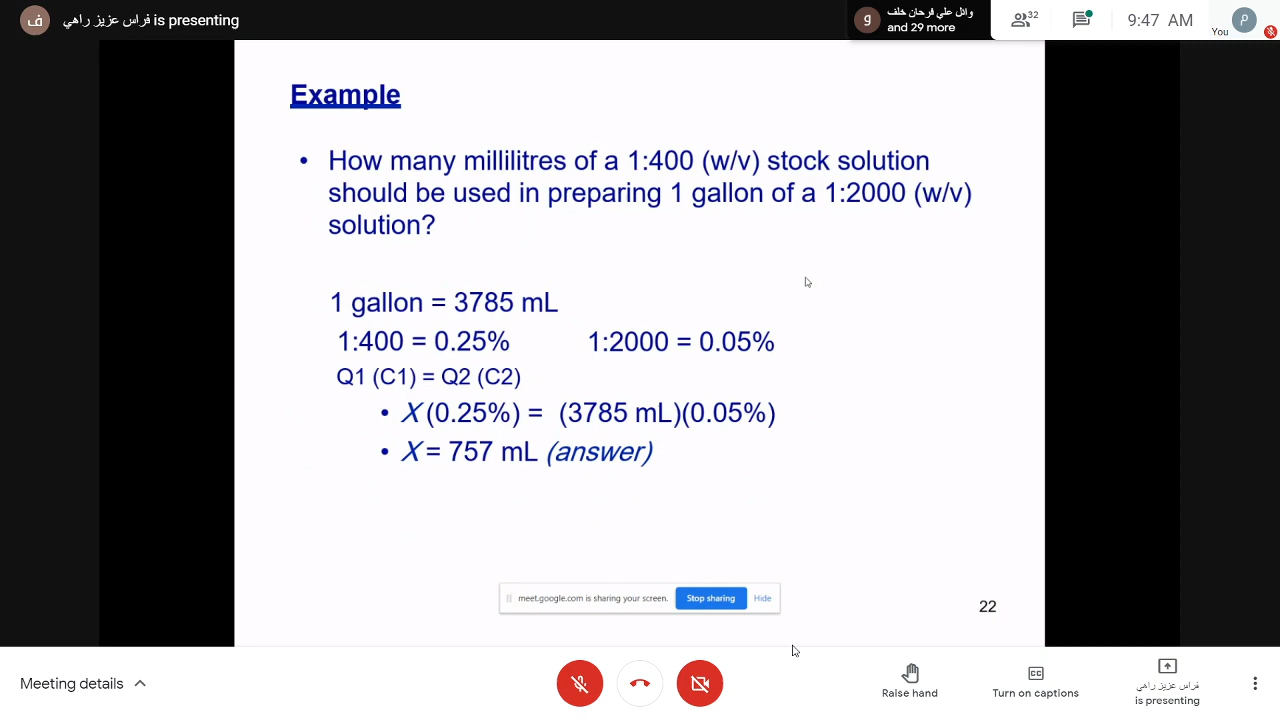 ف
فراس عزيز راهي is presenting
g
وائل علي فرحان خلف
and 29 more
32
9:47 AM
You
م
Example
• How many millilitres of a 1:400 (w/v) stock solution
should be used in preparing 1 gallon of a 1:2000 (w/v)
solution?
1 gallon = 3785 mL
1:400 = 0.25% 1:2000 = 0.05%
Q1 (C1) = Q2 (C2)
• X (0.25%) = (3785 mL)(0.05%)
• X = 757 mL (answer)
meet.google.com is sharing your screen. Stop sharing Hide
22
Meeting details
Raise hand
CC
Turn on captions
فراس عزيز راهي
is presenting